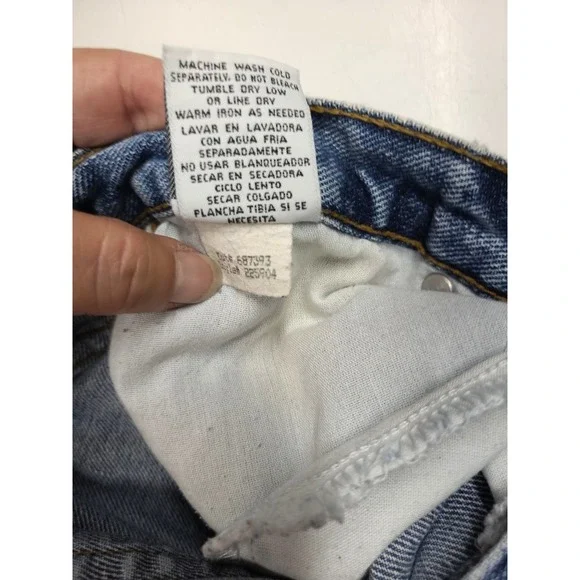 MACHINE WASH COLD
SEPARATELY. DO NOT BLEACH
TUMBLE DRY LOW
OR LINE DRY
WARM IRON AS NEEDED
LAVAR EN LAVADORA
CON AGUA FRIA
SEPARADAMENTE
NO USAR BLANQUEADOR
SECAR EN SECADORA
CICLO LENTO
SECAR COLGADO
PLANCHA TIBIA SI SE
NECESITA
687393
225904